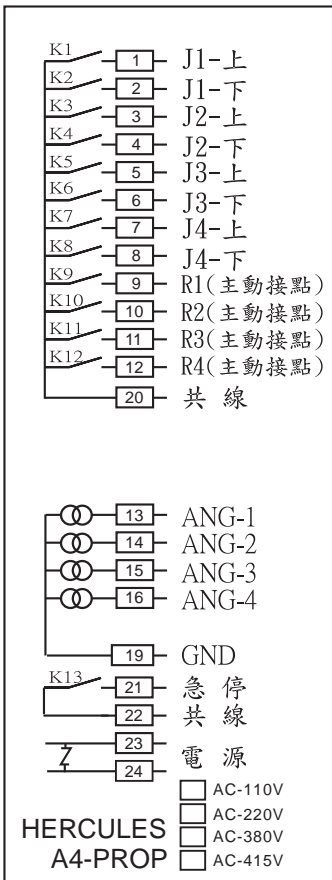 K1 1 J1-上
K2 2 J1-下
K3 3 J2-上
K4 4 J2-下
K5 5 J3-上
K6 6 J3-下
K7 7 J4-上
K8 8 J4-下
K9 9 R1(主動接點)
K10 10 R2(主動接點)
K11 11 R3(主動接點)
K12 12 R4(主動接點)
20 共 線
13 ANG-1
14 ANG-2
15 ANG-3
16 ANG-4
19 GND
K13 21 急 停
22 共 線
23
電 源
24
AC-110V
AC-220V
HERCULES AC-380V
A4-PROP AC-415V